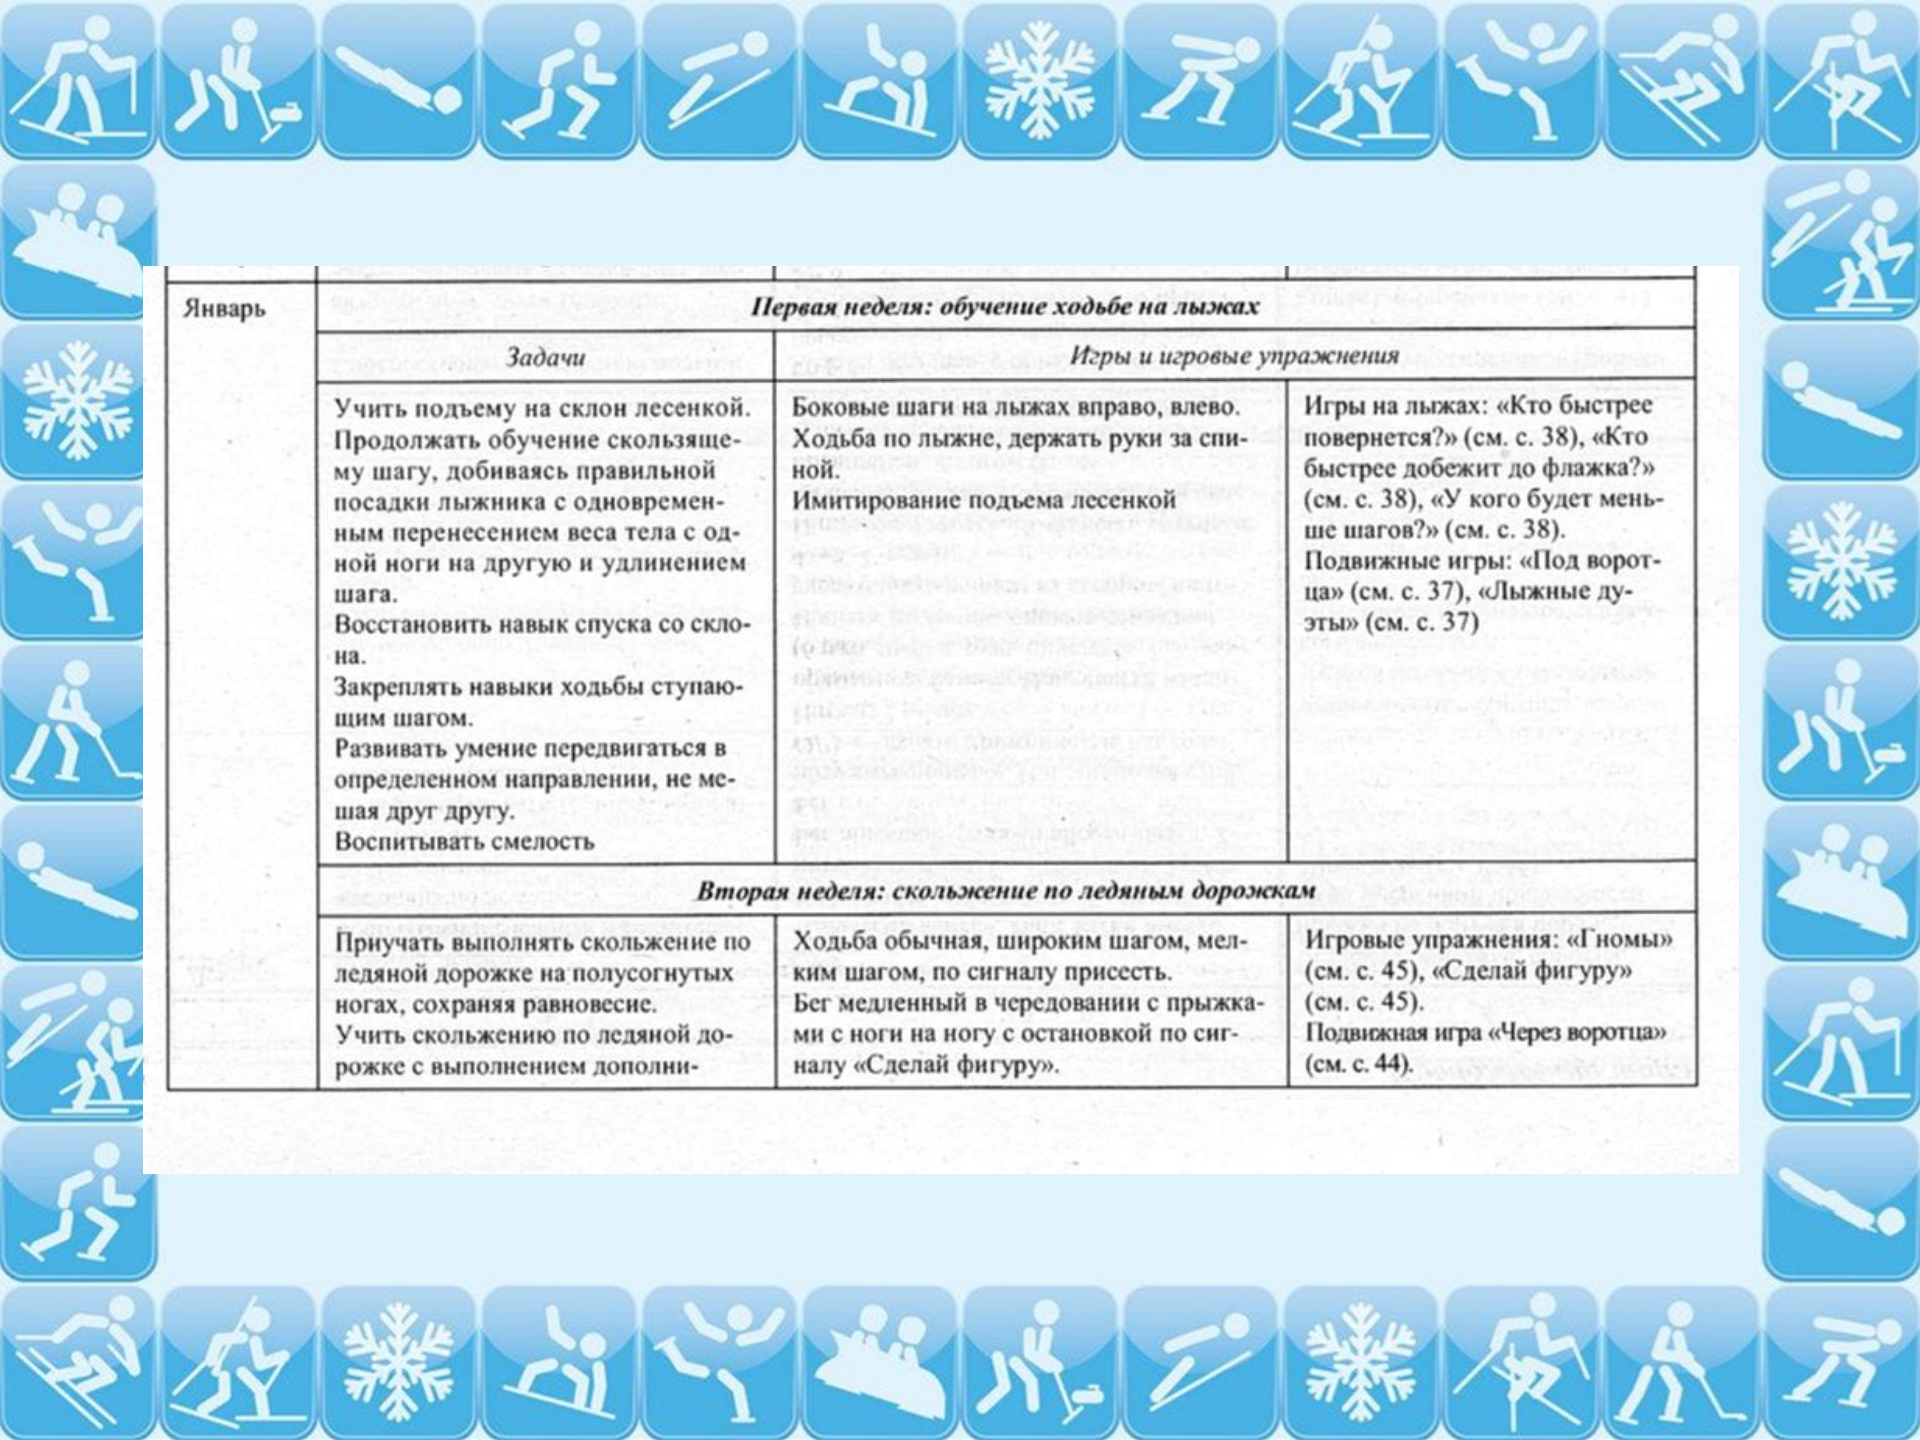 Январь
Первая неделя: обучение ходьбе на лыжах
Задачи
Игры и игровые упражнения
Учить подъему на склон лесенкой.
Продолжать обучение скользяще-
му шагу, добиваясь правильной
посадки лыжника с одновремен-
ным перенесением веса тела с од-
ной ноги на другую и удлинением
шага.
Восстановить навык спуска со скло-
на.
Закреплять навыки ходьбы ступаю-
щим шагом.
Развивать умение передвигаться в
определенном направлении, не ме-
шая друг другу.
Воспитывать смелость
Боковые шаги на лыжах вправо, влево.
Ходьба по лыжне, держать руки за спи-
ной.
Имитирование подъема лесенкой
Игры на лыжах: «Кто быстрее
повернется?» (см. с. 38), «Кто
быстрее добежит до флажка?»
(см. с. 38), «У кого будет мень-
ше шагов?» (см. с. 38).
Подвижные игры: «Под ворот-
ца» (см. с. 37), «Лыжные ду-
эты» (см. с. 37)
Вторая неделя: скольжение по ледяным дорожкам
Приучать выполнять скольжение по
ледяной дорожке на полусогнутых
ногах, сохраняя равновесие.
Учить скольжению по ледяной до-
рожке с выполнением дополни-
Ходьба обычная, широким шагом, мел-
ким шагом, по сигналу присесть.
Бег медленный в чередовании с прыжка-
ми с ноги на ногу с остановкой по сиг-
налу «Сделай фигуру».
Игровые упражнения: «Гномы»
(см. с. 45), «Сделай фигуру»
(см. с. 45).
Подвижная игра «Через воротца»
(см. с. 44).